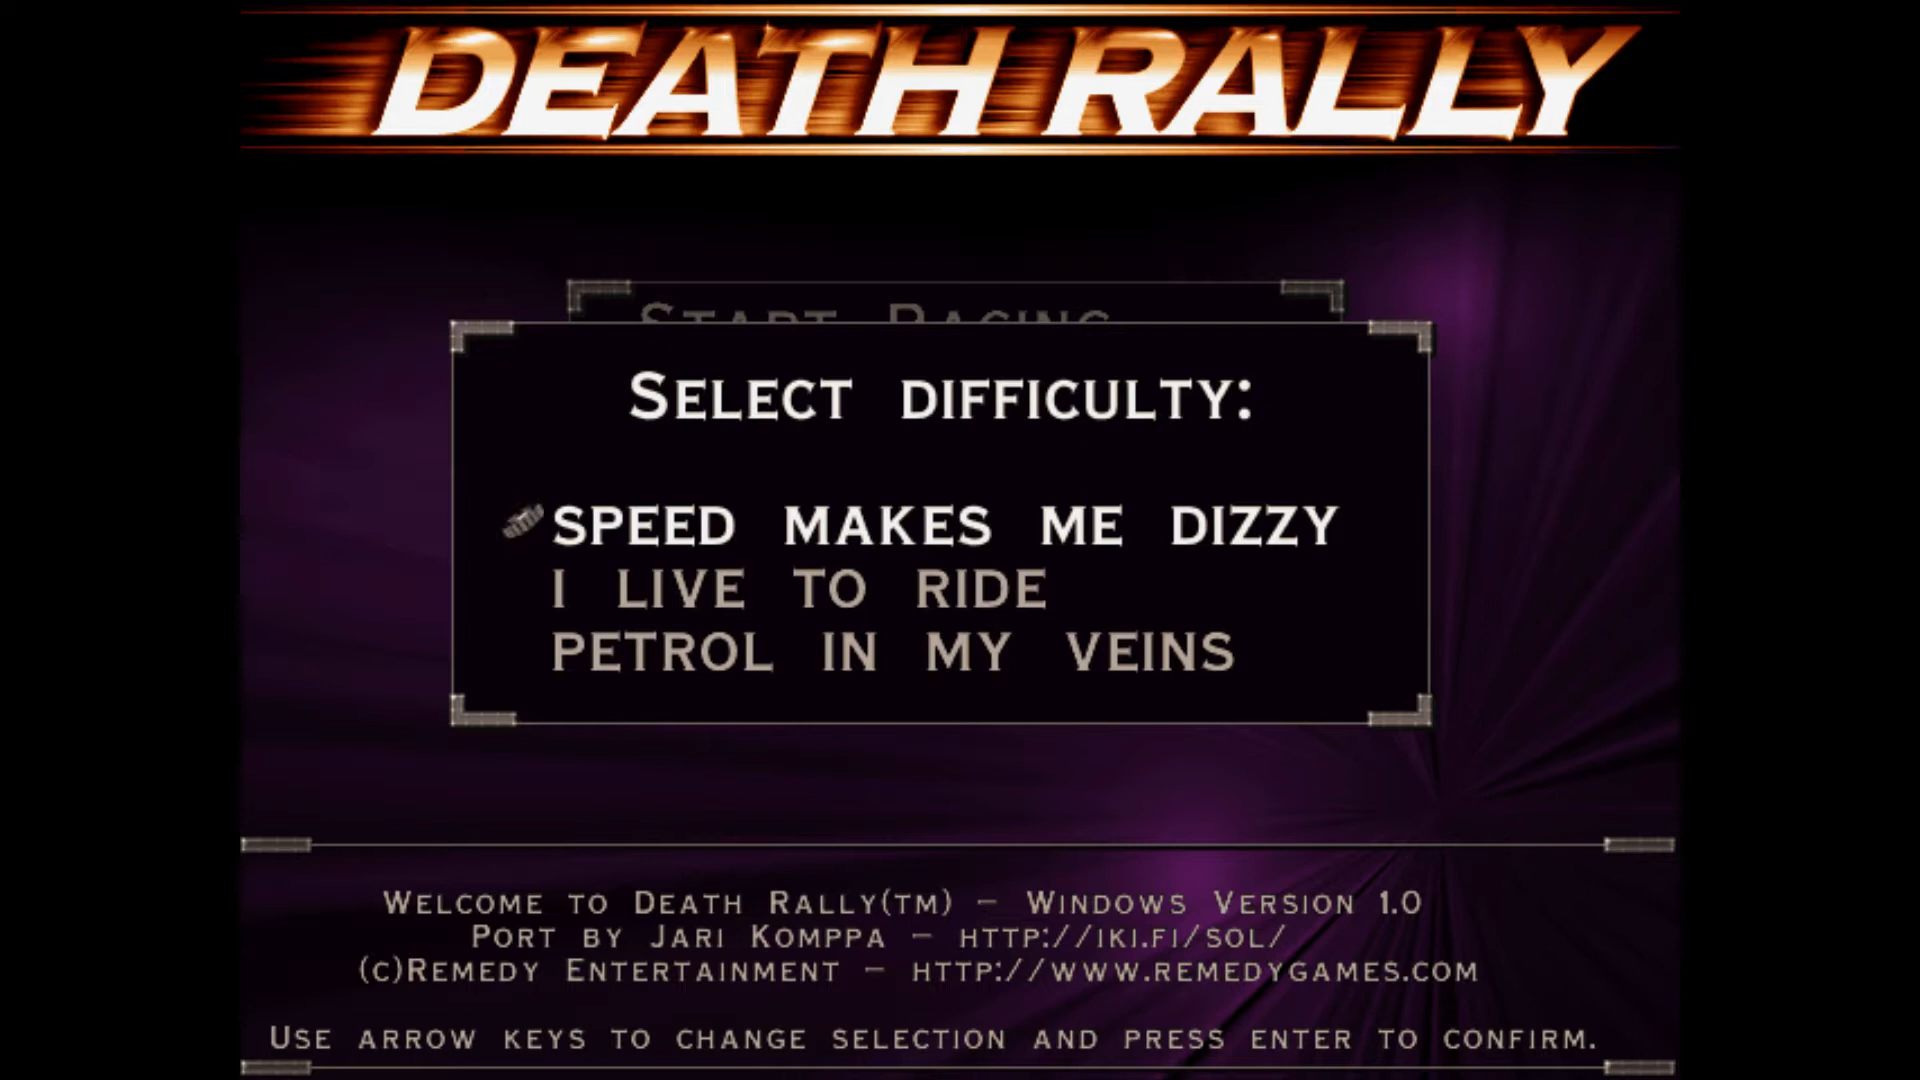 DEATH RALLY
START RACING
SELECT DIFFICULTY:
SPEED MAKES ME DIZZY
I LIVE TO RIDE
PETROL IN MY VEINS
WELCOME TO DEATH RALLY(TM) - WINDOWS VERSION 1.0
PORT BY JARI KOMPPA - HTTP://IKI.FI/SOL/
(C)REMEDY ENTERTAINMENT - HTTP://WWW.REMEDYGAMES.COM
USE ARROW KEYS TO CHANGE SELECTION AND PRESS ENTER TO CONFIRM.